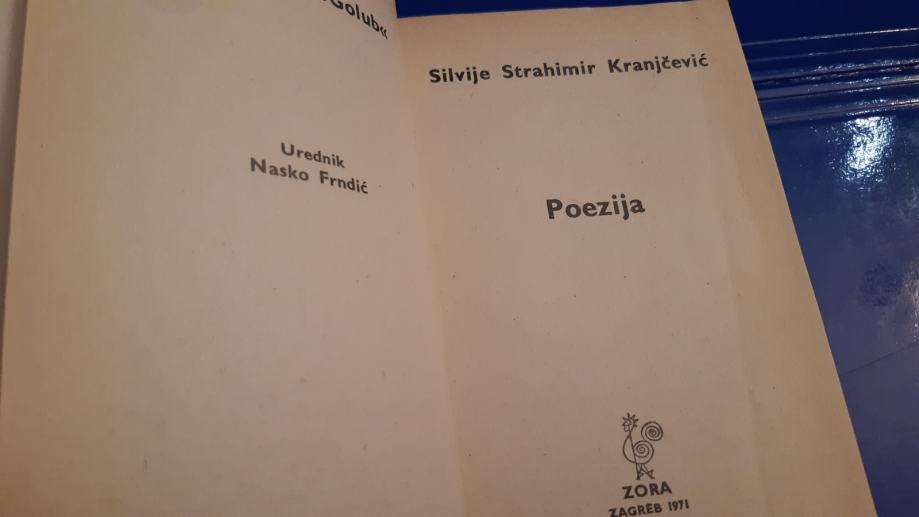 Golub«
Urednik
Nasko Frndić
Silvije Strahimir Kranjčević
Poezija
ZORA
ZAGREB 1971